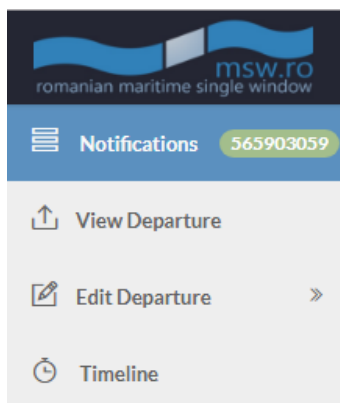 msw.ro
romanian maritime single window
Notifications 565903059
View Departure
Edit Departure
Timeline